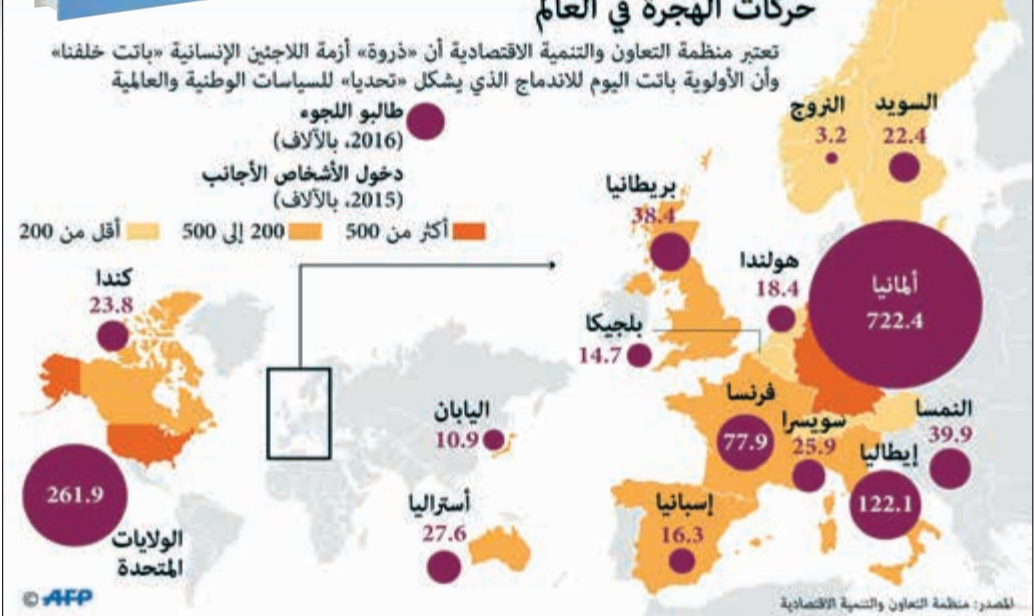 حركات الهجرة في العالم
تعتبر منظمة التعاون والتنمية الاقتصادية أن «ذروة» أزمة اللاجئين الإنسانية «باتت خلفنا»
وأن الأولوية باتت اليوم للاندماج الذي يشكل «تحديا» للسياسات الوطنية والعالمية
طالبو اللجوء
(2016، بالآلاف)
دخول الأشخاص الأجانب
(2015، بالآلاف)
أكثر من 500
200 إلى 500
أقل من 200
السويد
22.4
النروج
3.2
بريطانيا
38.4
هولندا
18.4
ألمانيا
722.4
بلجيكا
14.7
كندا
23.8
فرنسا
77.9
سويسرا
25.9
النمسا
39.9
إيطاليا
122.1
إسبانيا
16.3
اليابان
10.9
أستراليا
27.6
261.9
الولايات
المتحدة
© AFP
المصدر: منظمة التعاون والتنمية الاقتصادية